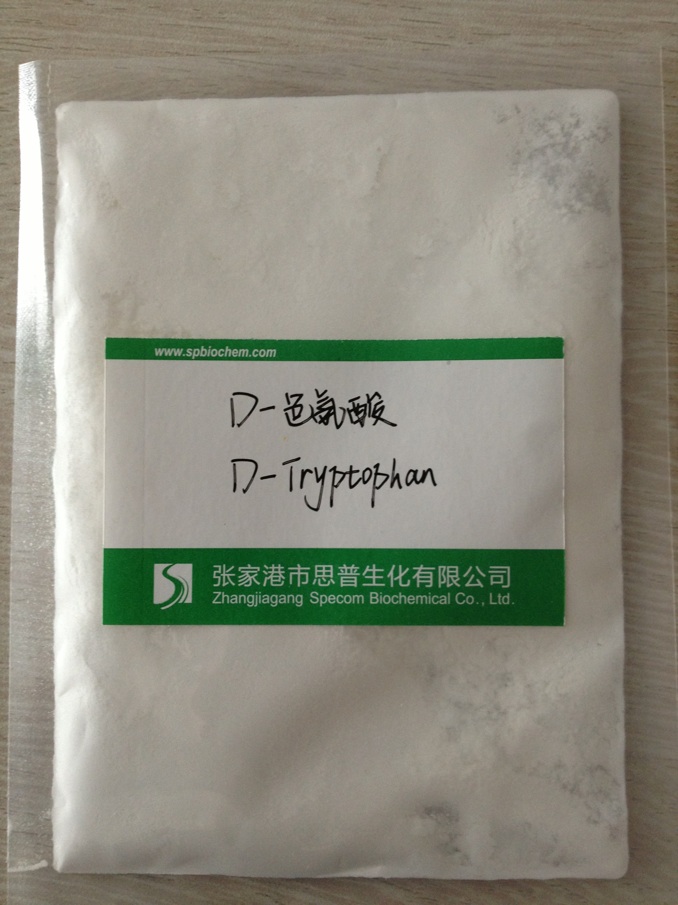 www.spbiochem.com
D-色氨酸
D-Tryptophan
张家港市思普生化有限公司
Zhangjiagang Specom Biochemical Co., Ltd.